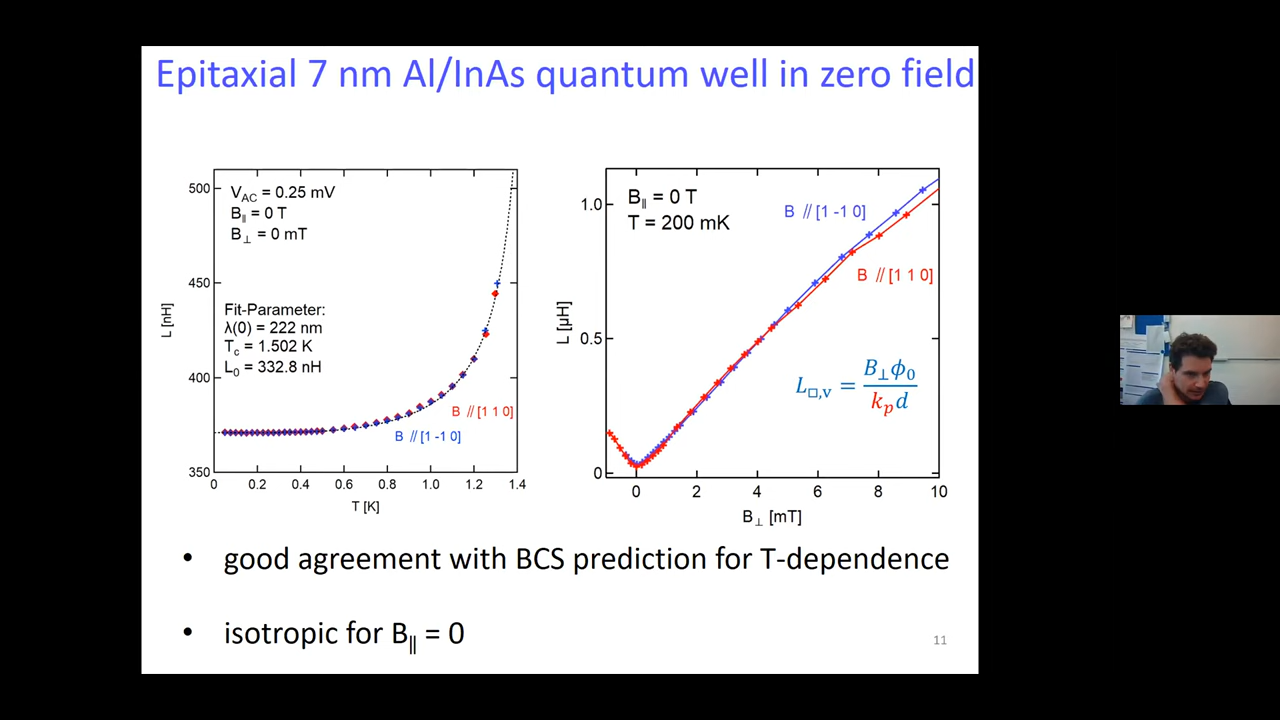 Epitaxial 7 nm Al/InAs quantum well in zero field
500
450
400
350
L [nH]
V_AC = 0.25 mV
B_∥ = 0 T
B_⊥ = 0 mT
Fit-Parameter:
λ(0) = 222 nm
T_c = 1.502 K
L_0 = 332.8 nH
B // [1 1 0]
B // [1 -1 0]
0 0.2 0.4 0.6 0.8 1.0 1.2 1.4
T [K]
1.0
0.5
0
L [µH]
B_∥ = 0 T
T = 200 mK
B // [1 -1 0]
B // [1 1 0]
L_□,v = B_⊥ϕ_0 / k_p d
0 2 4 6 8 10
B_⊥ [mT]
• good agreement with BCS prediction for T-dependence
• isotropic for B_∥ = 0
11